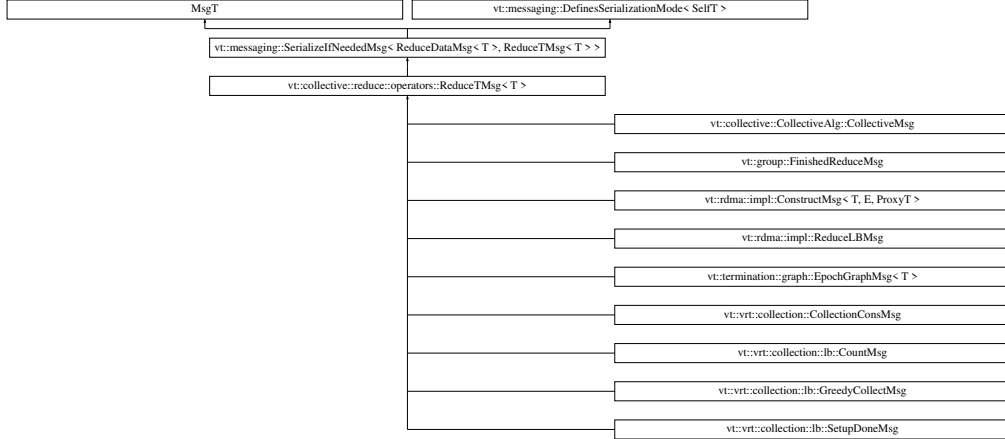 MsgT
vt::messaging::DefinesSerializationMode< SelfT >
vt::messaging::SerializeIfNeededMsg< ReduceDataMsg< T >, ReduceTMsg< T > >
vt::collective::reduce::operators::ReduceTMsg< T >
vt::collective::CollectiveAlg::CollectiveMsg
vt::group::FinishedReduceMsg
vt::rdma::impl::ConstructMsg< T, E, ProxyT >
vt::rdma::impl::ReduceLBMsg
vt::termination::graph::EpochGraphMsg< T >
vt::vrt::collection::CollectionConsMsg
vt::vrt::collection::lb::CountMsg
vt::vrt::collection::lb::GreedyCollectMsg
vt::vrt::collection::lb::SetupDoneMsg